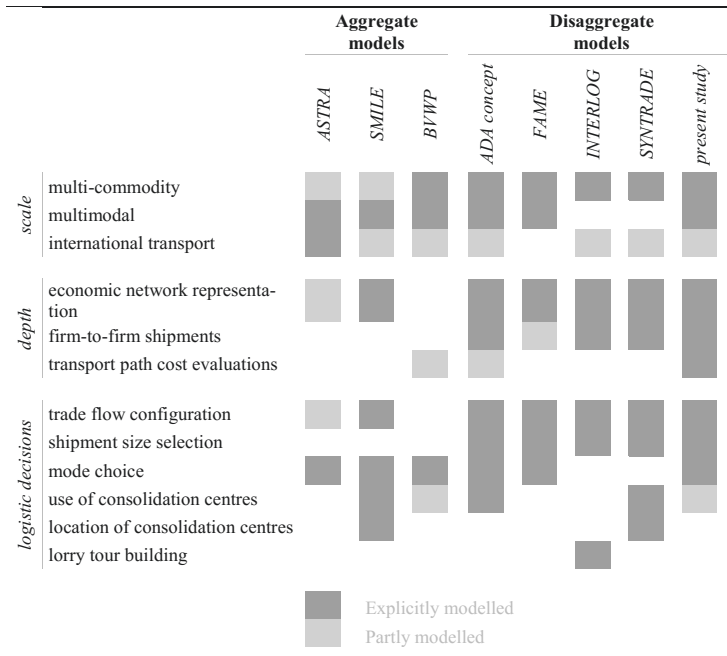 Aggregate Disaggregate
models models
ASTRA SMILE BVWP ADA concept FAME INTERLOG SYNTRADE present study
scale
multi-commodity
multimodal
international transport
depth
economic network representa-
tion
firm-to-firm shipments
transport path cost evaluations
logistic decisions
trade flow configuration
shipment size selection
mode choice
use of consolidation centres
location of consolidation centres
lorry tour building
Explicitly modelled
Partly modelled